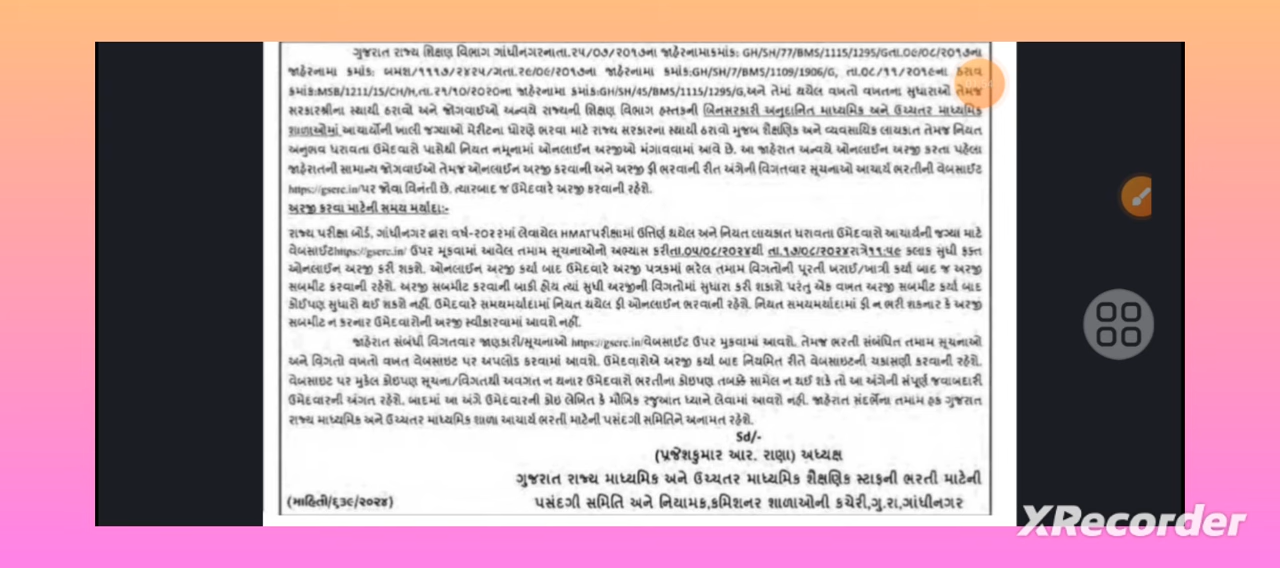 ગુજરાત રાજ્ય શિક્ષણ વિભાગ ગાંધીનગરનાતા.૨૫/૦૭/૨૦૧૭ના જાહેરનામાકમાંક: GH/SH/77/BMS/1115/1295/Gતા.૦૯/૦૮/૨૦૧૭ના
જાહેરનામા ક્રમાંક: બમશ/૧૧૧૭/૨૪૨૫/ગતા.૨૯/૦૯/૨૦૧૭ના જાહેરનામા ક્રમાંક:GH/SH/7/BMS/1109/1906/G, તા.૦૮/૧૧/૨૦૧૯ના ઠરાવ
ક્રમાંક:MSB/1211/15/CH/H,તા.૨૧/૧૦/૨૦૨૦ના જાહેરનામા ક્રમાંક:GH/SH/45/BMS/1115/1295/G,અને તેમાં થયેલ વખતો વખતના સુધારાઓ તેમજ
સરકારશ્રીના સ્થાયી ઠરાવો અને જોગવાઈઓ અન્વયે રાજ્યની શિક્ષણ વિભાગ હસ્તકની બિનસરકારી અનુદાનિત માધ્યમિક અને ઉચ્ચતર માધ્યમિક
શાળાઓમાં આચાર્યોની ખાલી જગ્યાઓ મેરીટના ધોરણે ભરવા માટે રાજ્ય સરકારના સ્થાયી ઠરાવો મુજબ શૈક્ષણિક અને વ્યવસાયિક લાયકાત તેમજ નિયત
અનુભવ ધરાવતા ઉમેદવારો પાસેથી નિયત નમૂનામાં ઓનલાઈન અરજીઓ મંગાવવામાં આવે છે. આ જાહેરાત અન્વયે ઓનલાઈન અરજી કરતા પહેલા
જાહેરાતની સામાન્ય જોગવાઈઓ તેમજ ઓનલાઈન અરજી કરવાની અને અરજી ફી ભરવાની રીત અંગેની વિગતવાર સૂચનાઓ આચાર્ય ભરતીની વેબસાઈટ
https://gserc.in/પર જોવા વિનંતી છે. ત્યારબાદ જ ઉમેદવારે અરજી કરવાની રહેશે.
અરજી કરવા માટેની સમય મર્યાદા:-
રાજ્ય પરીક્ષા બોર્ડ, ગાંધીનગર દ્વારા વર્ષ-૨૦૨૨માં લેવાયેલ HMATપરીક્ષામાં ઉત્તિર્ણ થયેલ અને નિયત લાયકાત ધરાવતા ઉમેદવારો આચાર્યની જગ્યા માટે
વેબસાઈટhttps://gserc.in/ ઉપર મૂકવામાં આવેલ તમામ સૂચનાઓનો અભ્યાસ કરીતા.૦૫/૦૮/૨૦૨૪થી તા.૧૭/૦૮/૨૦૨૪રાત્રે૧૧:૫૯ કલાક સુધી ફક્ત
ઓનલાઈન અરજી કરી શકશે. ઓનલાઈન અરજી કર્યા બાદ ઉમેદવારે અરજી પત્રકમાં ભરેલ તમામ વિગતોની પૂરતી ખરાઈ/ખાત્રી કર્યા બાદ જ અરજી
સબમીટ કરવાની રહેશે. અરજી સબમીટ કરવાની બાકી હોય ત્યાં સુધી અરજીની વિગતોમાં સુધારા કરી શકાશે પરંતુ એક વખત અરજી સબમીટ કર્યા બાદ
કોઈપણ સુધારો થઈ શકશે નહીં. ઉમેદવારે સમયમર્યાદામાં નિયત થયેલ ફી ઓનલાઈન ભરવાની રહેશે. નિયત સમયમર્યાદામાં ફી ન ભરી શકનાર કે અરજી
સબમીટ ન કરનાર ઉમેદવારોની અરજી સ્વીકારવામાં આવશે નહીં.
જાહેરાત સંબંધી વિગતવાર જાણકારી/સૂચનાઓ https://gserc.in/વેબસાઈટ ઉપર મુકવામાં આવશે. તેમજ ભરતી સંબંધિત તમામ સૂચનાઓ
અને વિગતો વખતો વખત વેબસાઇટ પર અપલોડ કરવામાં આવશે. ઉમેદવારોએ અરજી કર્યા બાદ નિયમિત રીતે વેબસાઇટની ચકાસણી કરવાની રહેશે.
વેબસાઇટ પર મુકેલ કોઇપણ સૂચના/વિગતથી અવગત ન થનાર ઉમેદવારો ભરતીના કોઇપણ તબક્કે સામેલ ન થઈ શકે તો આ અંગેની સંપૂર્ણ જવાબદારી
ઉમેદવારની અંગત રહેશે. બાદમાં આ અંગે ઉમેદવારની કોઇ લેખિત કે મૌખિક રજુઆત ધ્યાને લેવામાં આવશે નહી. જાહેરાત સંદર્ભેના તમામ હક ગુજરાત
રાજ્ય માધ્યમિક અને ઉચ્ચતર માધ્યમિક શાળા આચાર્ય ભરતી માટેની પસંદગી સમિતિને અનામત રહેશે.
Sd/-
(પ્રજેશકુમાર આર. રાણા) અધ્યક્ષ
ગુજરાત રાજ્ય માધ્યમિક અને ઉચ્ચતર માધ્યમિક શૈક્ષણિક સ્ટાફની ભરતી માટેની
(માહિતી/૬૩૯/૨૦૨૪) પસંદગી સમિતિ અને નિયામક,કમિશનર શાળાઓની કચેરી,ગુ.રા,ગાંધીનગર
XRecorder